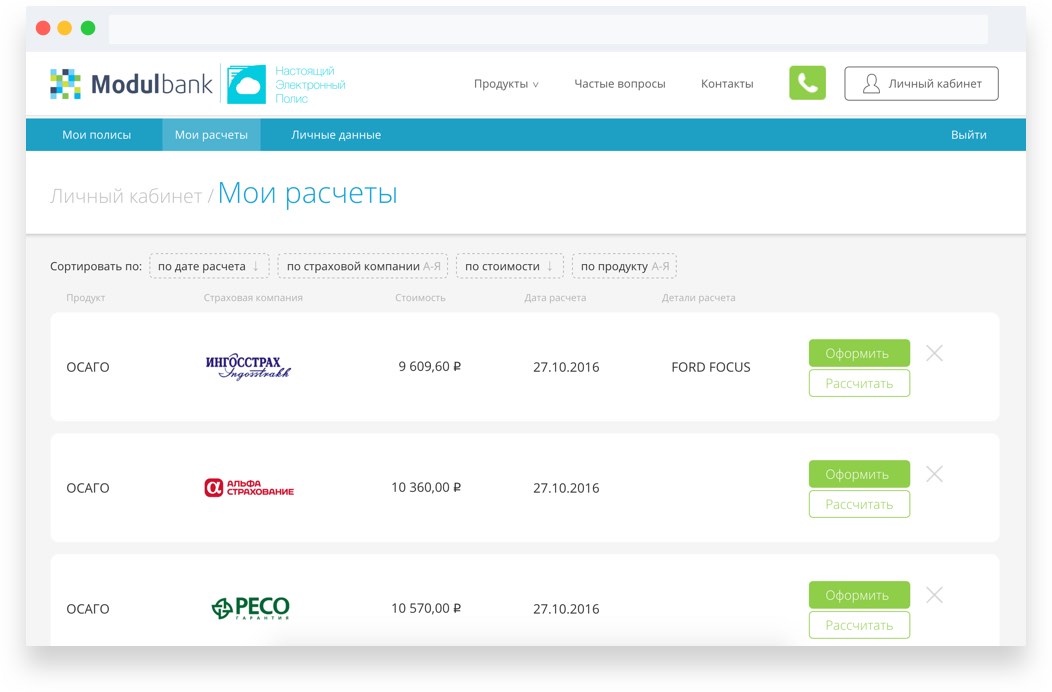 Modulbank
Настоящий
Электронный
Полис
Продукты ∨
Частые вопросы
Контакты
Личный кабинет
Мои полисы
Мои расчеты
Личные данные
Выйти
Личный кабинет / Мои расчеты
Сортировать по: по дате расчета ↓ по страховой компании А-Я по стоимости ↓ по продукту А-Я
Продукт Страховая компания Стоимость Дата расчета Детали расчета
ОСАГО ИНГОССТРАХ 9 609,60 ₽ 27.10.2016 FORD FOCUS Оформить
Ingosstrakh
Рассчитать
ОСАГО АЛЬФА 10 360,00 ₽ 27.10.2016 Оформить
СТРАХОВАНИЕ
Рассчитать
ОСАГО РЕСО 10 570,00 ₽ 27.10.2016 Оформить
ГАРАНТИЯ
Рассчитать